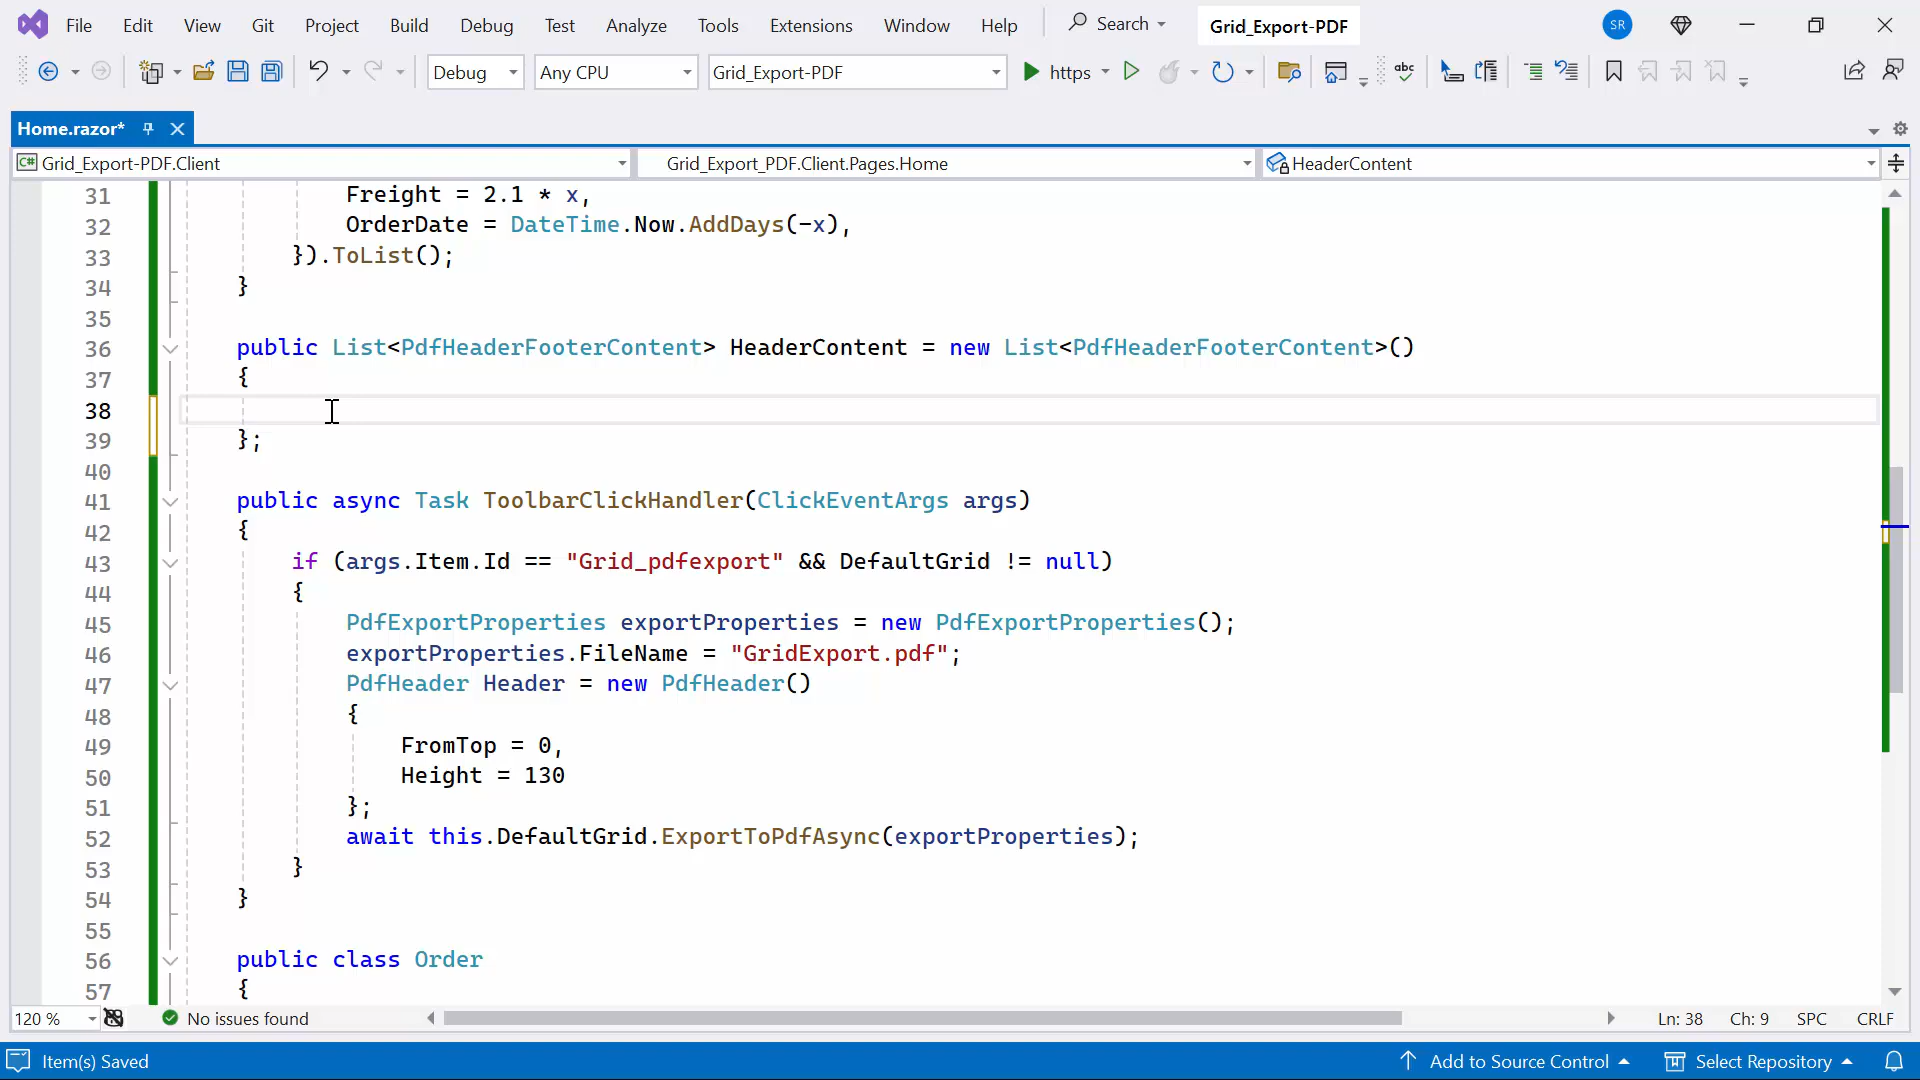 File Edit View Git Project Build Debug Test Analyze Tools Extensions Window Help Search Grid_Export-PDF SR
Debug Any CPU Grid_Export-PDF https abc
Home.razor*
C# Grid_Export-PDF.Client Grid_Export_PDF.Client.Pages.Home HeaderContent
31 Freight = 2.1 * x,
32 OrderDate = DateTime.Now.AddDays(-x),
33 }).ToList();
34 }
35
36 public List<PdfHeaderFooterContent> HeaderContent = new List<PdfHeaderFooterContent>()
37 {
38
39 };
40
41 public async Task ToolbarClickHandler(ClickEventArgs args)
42 {
43 if (args.Item.Id == "Grid_pdfexport" && DefaultGrid != null)
44 {
45 PdfExportProperties exportProperties = new PdfExportProperties();
46 exportProperties.FileName = "GridExport.pdf";
47 PdfHeader Header = new PdfHeader()
48 {
49 FromTop = 0,
50 Height = 130
51 };
52 await this.DefaultGrid.ExportToPdfAsync(exportProperties);
53 }
54 }
55
56 public class Order
57 {
120 % No issues found Ln: 38 Ch: 9 SPC CRLF
Item(s) Saved Add to Source Control Select Repository